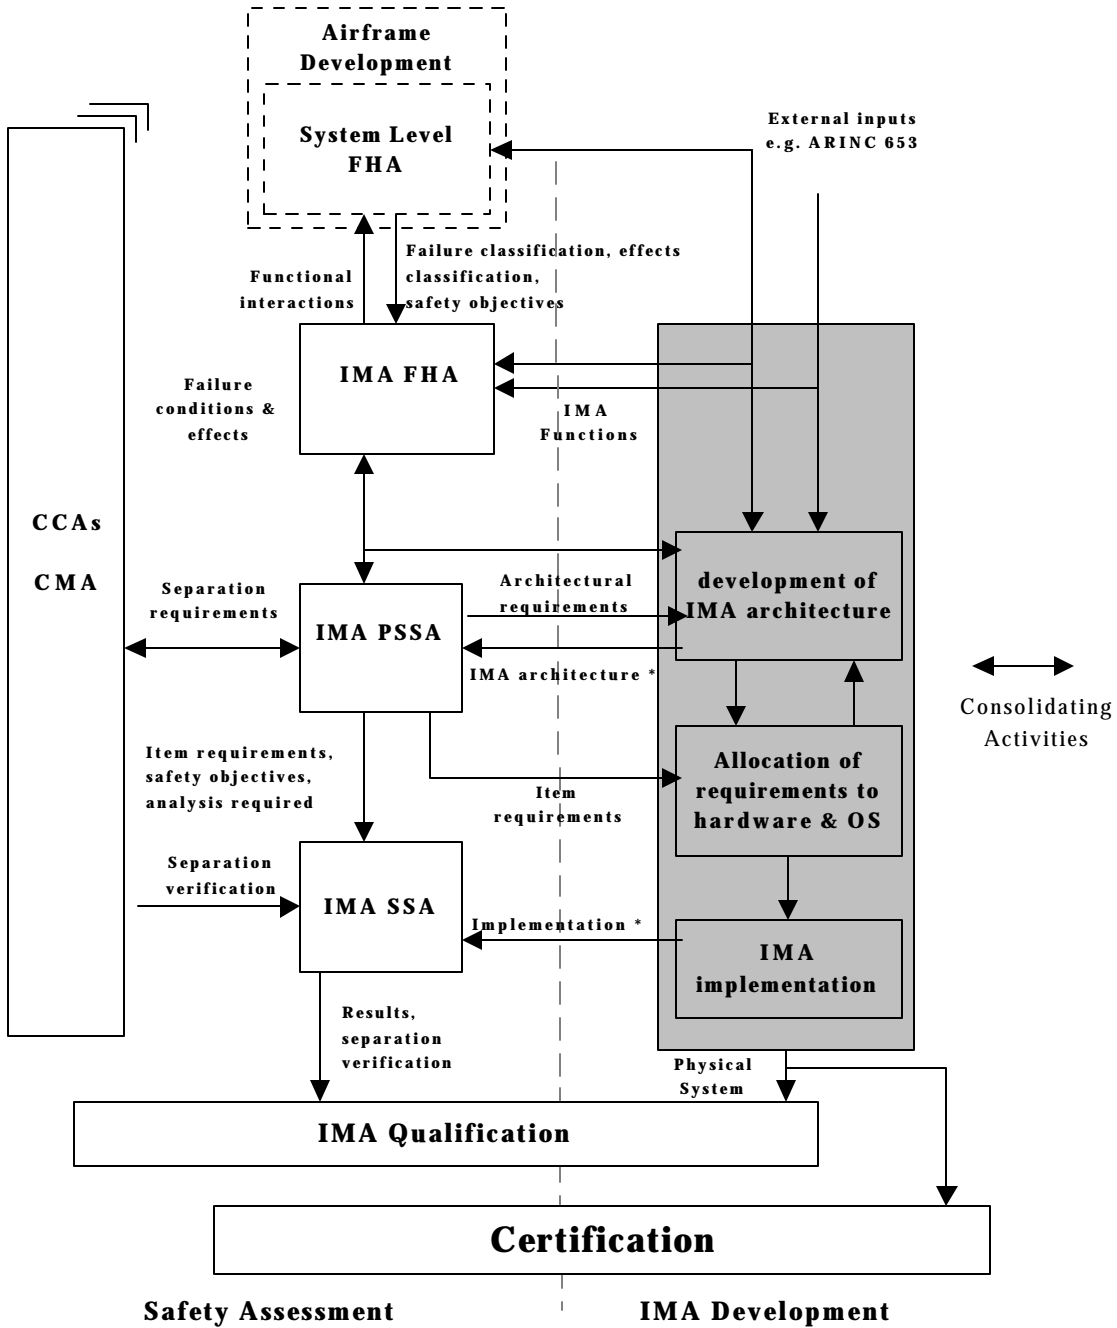 Airframe
Development
System Level
FHA
External inputs
e.g. ARINC 653
Functional
interactions
Failure classification, effects
classification,
safety objectives
IMA FHA
Failure
conditions &
effects
IMA
Functions
CCAs
CMA
Separation
requirements
IMA PSSA
Architectural
requirements
development of
IMA architecture
IMA architecture *
Consolidating
Activities
Item requirements,
safety objectives,
analysis required
Item
requirements
Allocation of
requirements to
hardware & OS
Separation
verification
IMA SSA
Implementation *
IMA
implementation
Results,
separation
verification
Physical
System
IMA Qualification
Certification
Safety Assessment
IMA Development